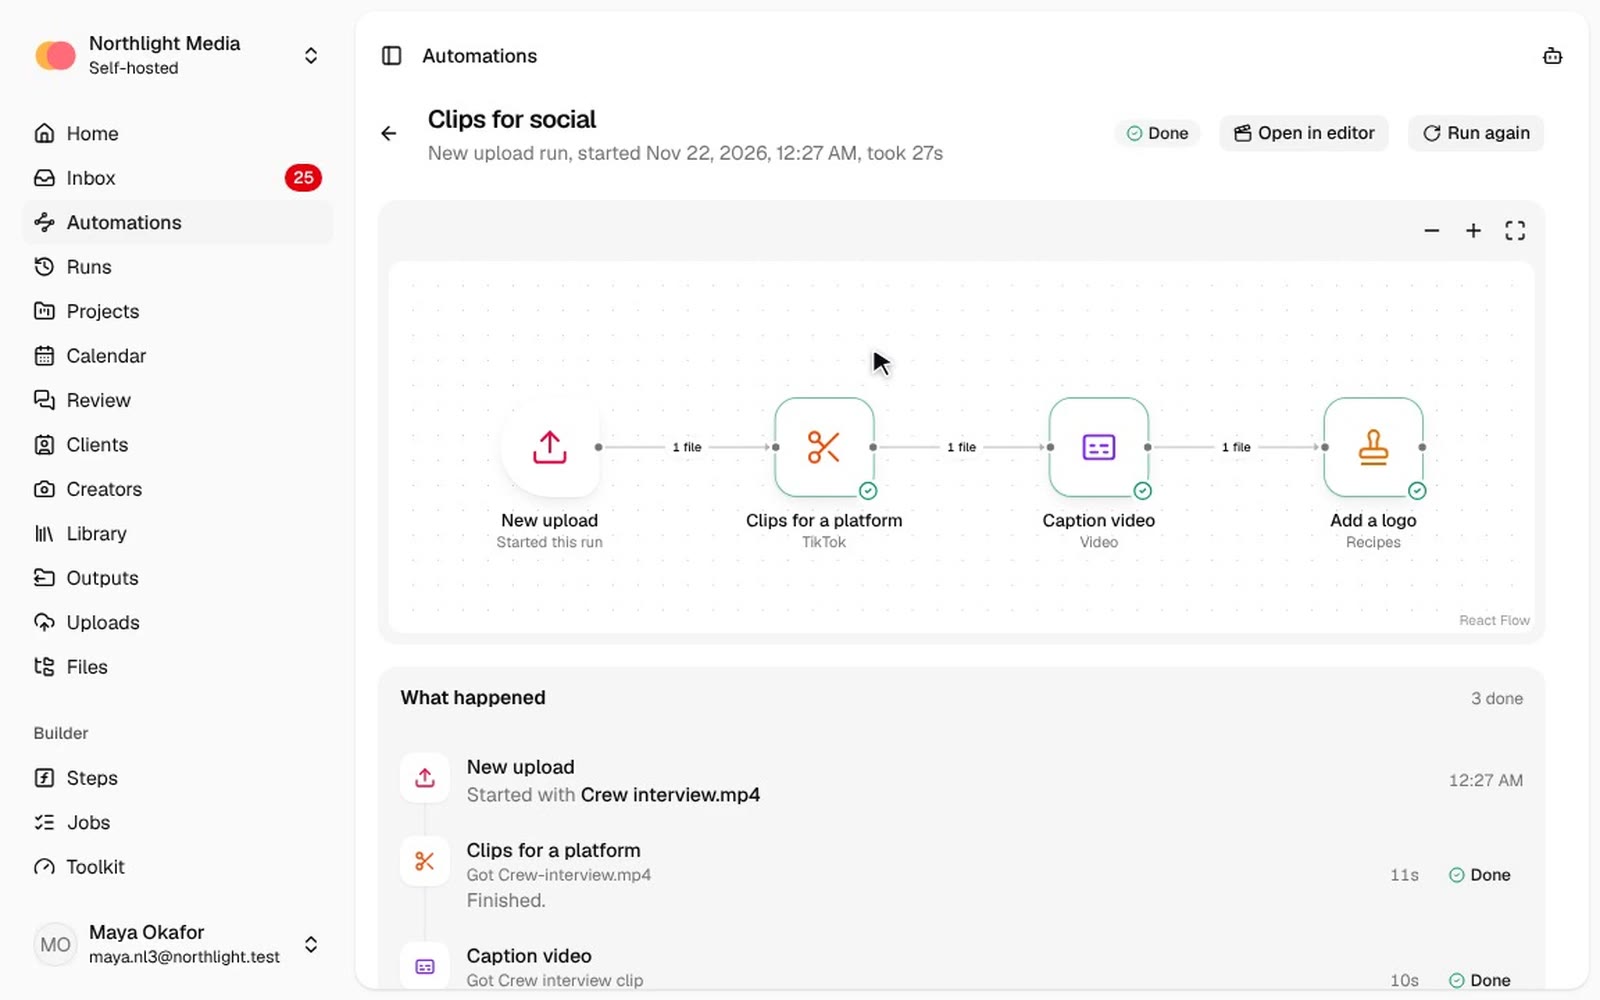 Northlight Media
Self-hosted
Home
Inbox
25
Automations
Runs
Projects
Calendar
Review
Clients
Creators
Library
Outputs
Uploads
Files
Builder
Steps
Jobs
Toolkit
MO
Maya Okafor
maya.nl3@northlight.test
Automations
Clips for social
New upload run, started Nov 22, 2026, 12:27 AM, took 27s
Done
Open in editor
Run again
1 file
1 file
1 file
New upload
Started this run
Clips for a platform
TikTok
Caption video
Video
Add a logo
Recipes
React Flow
What happened
3 done
New upload
Started with Crew interview.mp4
12:27 AM
Clips for a platform
Got Crew-interview.mp4
Finished.
11s
Done
Caption video
Got Crew interview clip
10s
Done